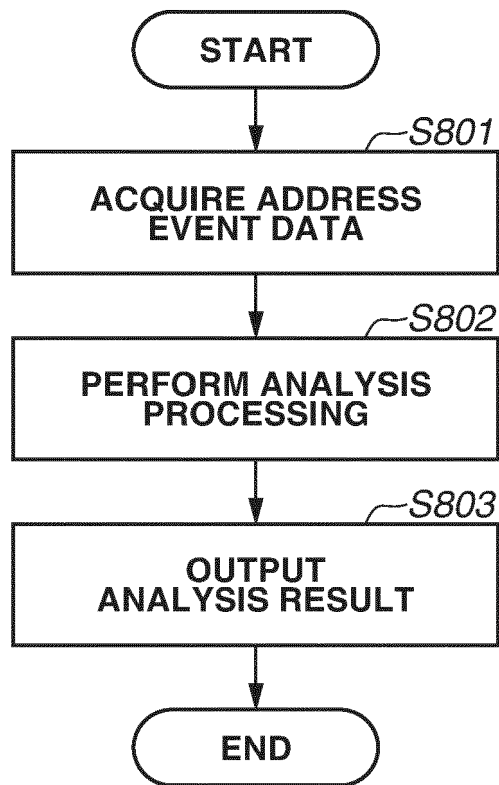 START
S801
ACQUIRE ADDRESS
EVENT DATA
S802
PERFORM ANALYSIS
PROCESSING
S803
OUTPUT
ANALYSIS RESULT
END